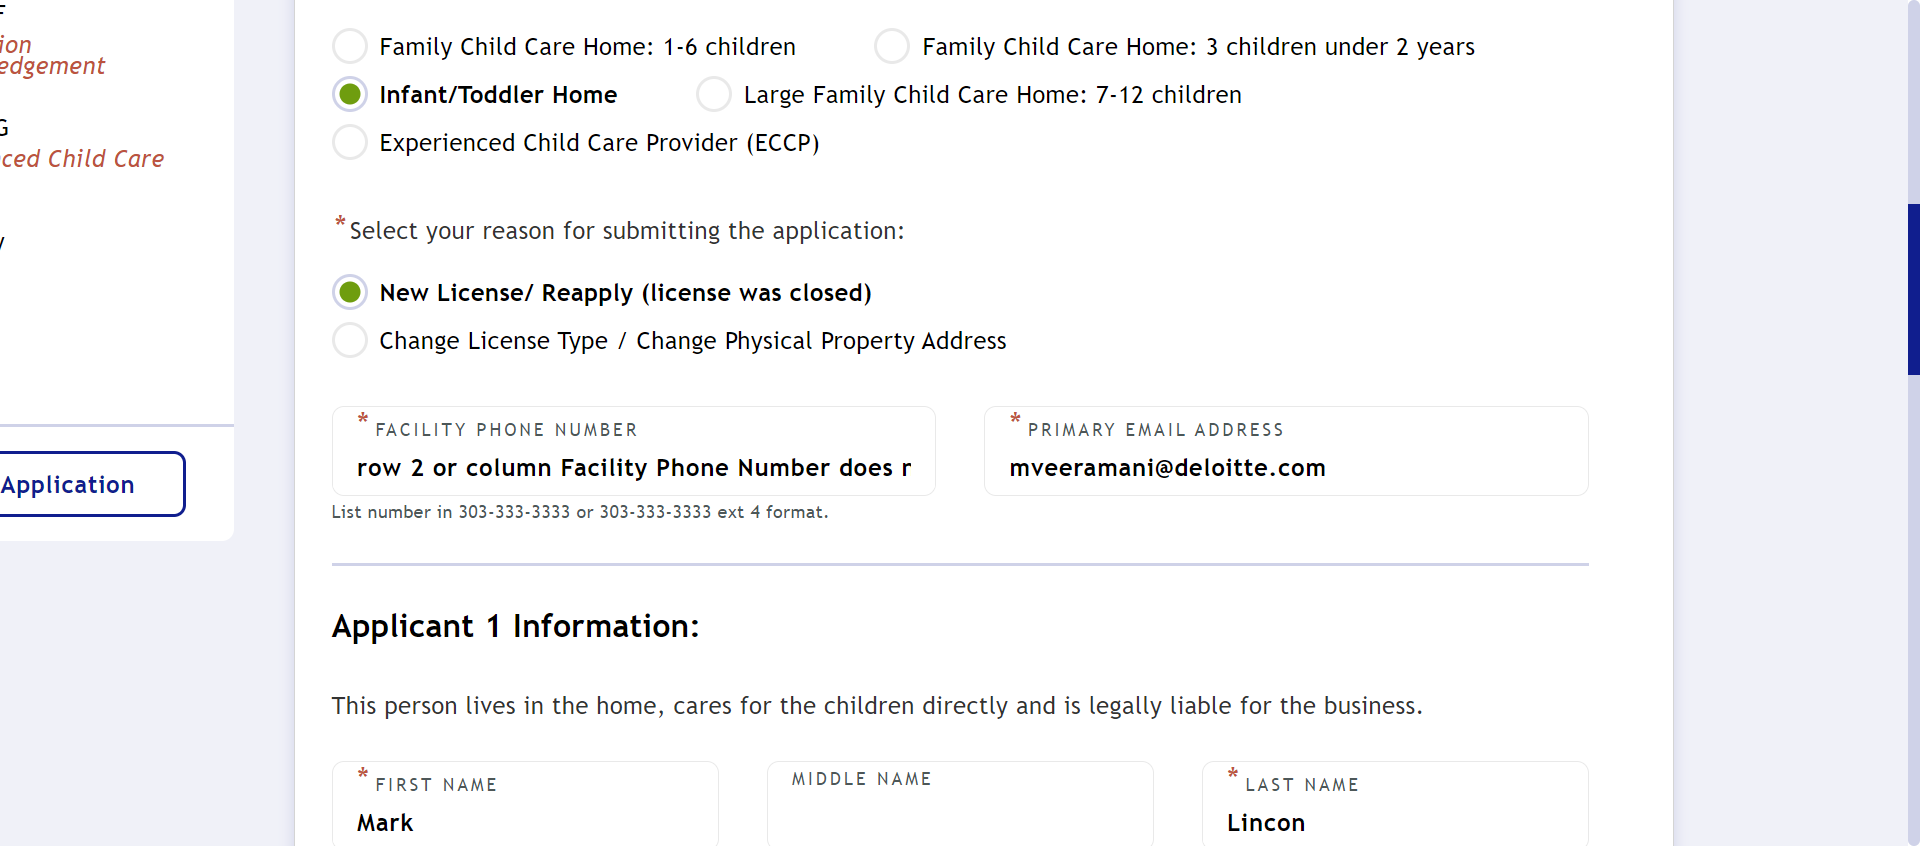 ion
edgement
G
ced Child Care
Application
Family Child Care Home: 1-6 children
Family Child Care Home: 3 children under 2 years
Infant/Toddler Home
Large Family Child Care Home: 7-12 children
Experienced Child Care Provider (ECCP)
*Select your reason for submitting the application:
New License/ Reapply (license was closed)
Change License Type / Change Physical Property Address
* FACILITY PHONE NUMBER
row 2 or column Facility Phone Number does r
List number in 303-333-3333 or 303-333-3333 ext 4 format.
* PRIMARY EMAIL ADDRESS
mveeramani@deloitte.com
Applicant 1 Information:
This person lives in the home, cares for the children directly and is legally liable for the business.
* FIRST NAME
Mark
MIDDLE NAME
* LAST NAME
Lincon